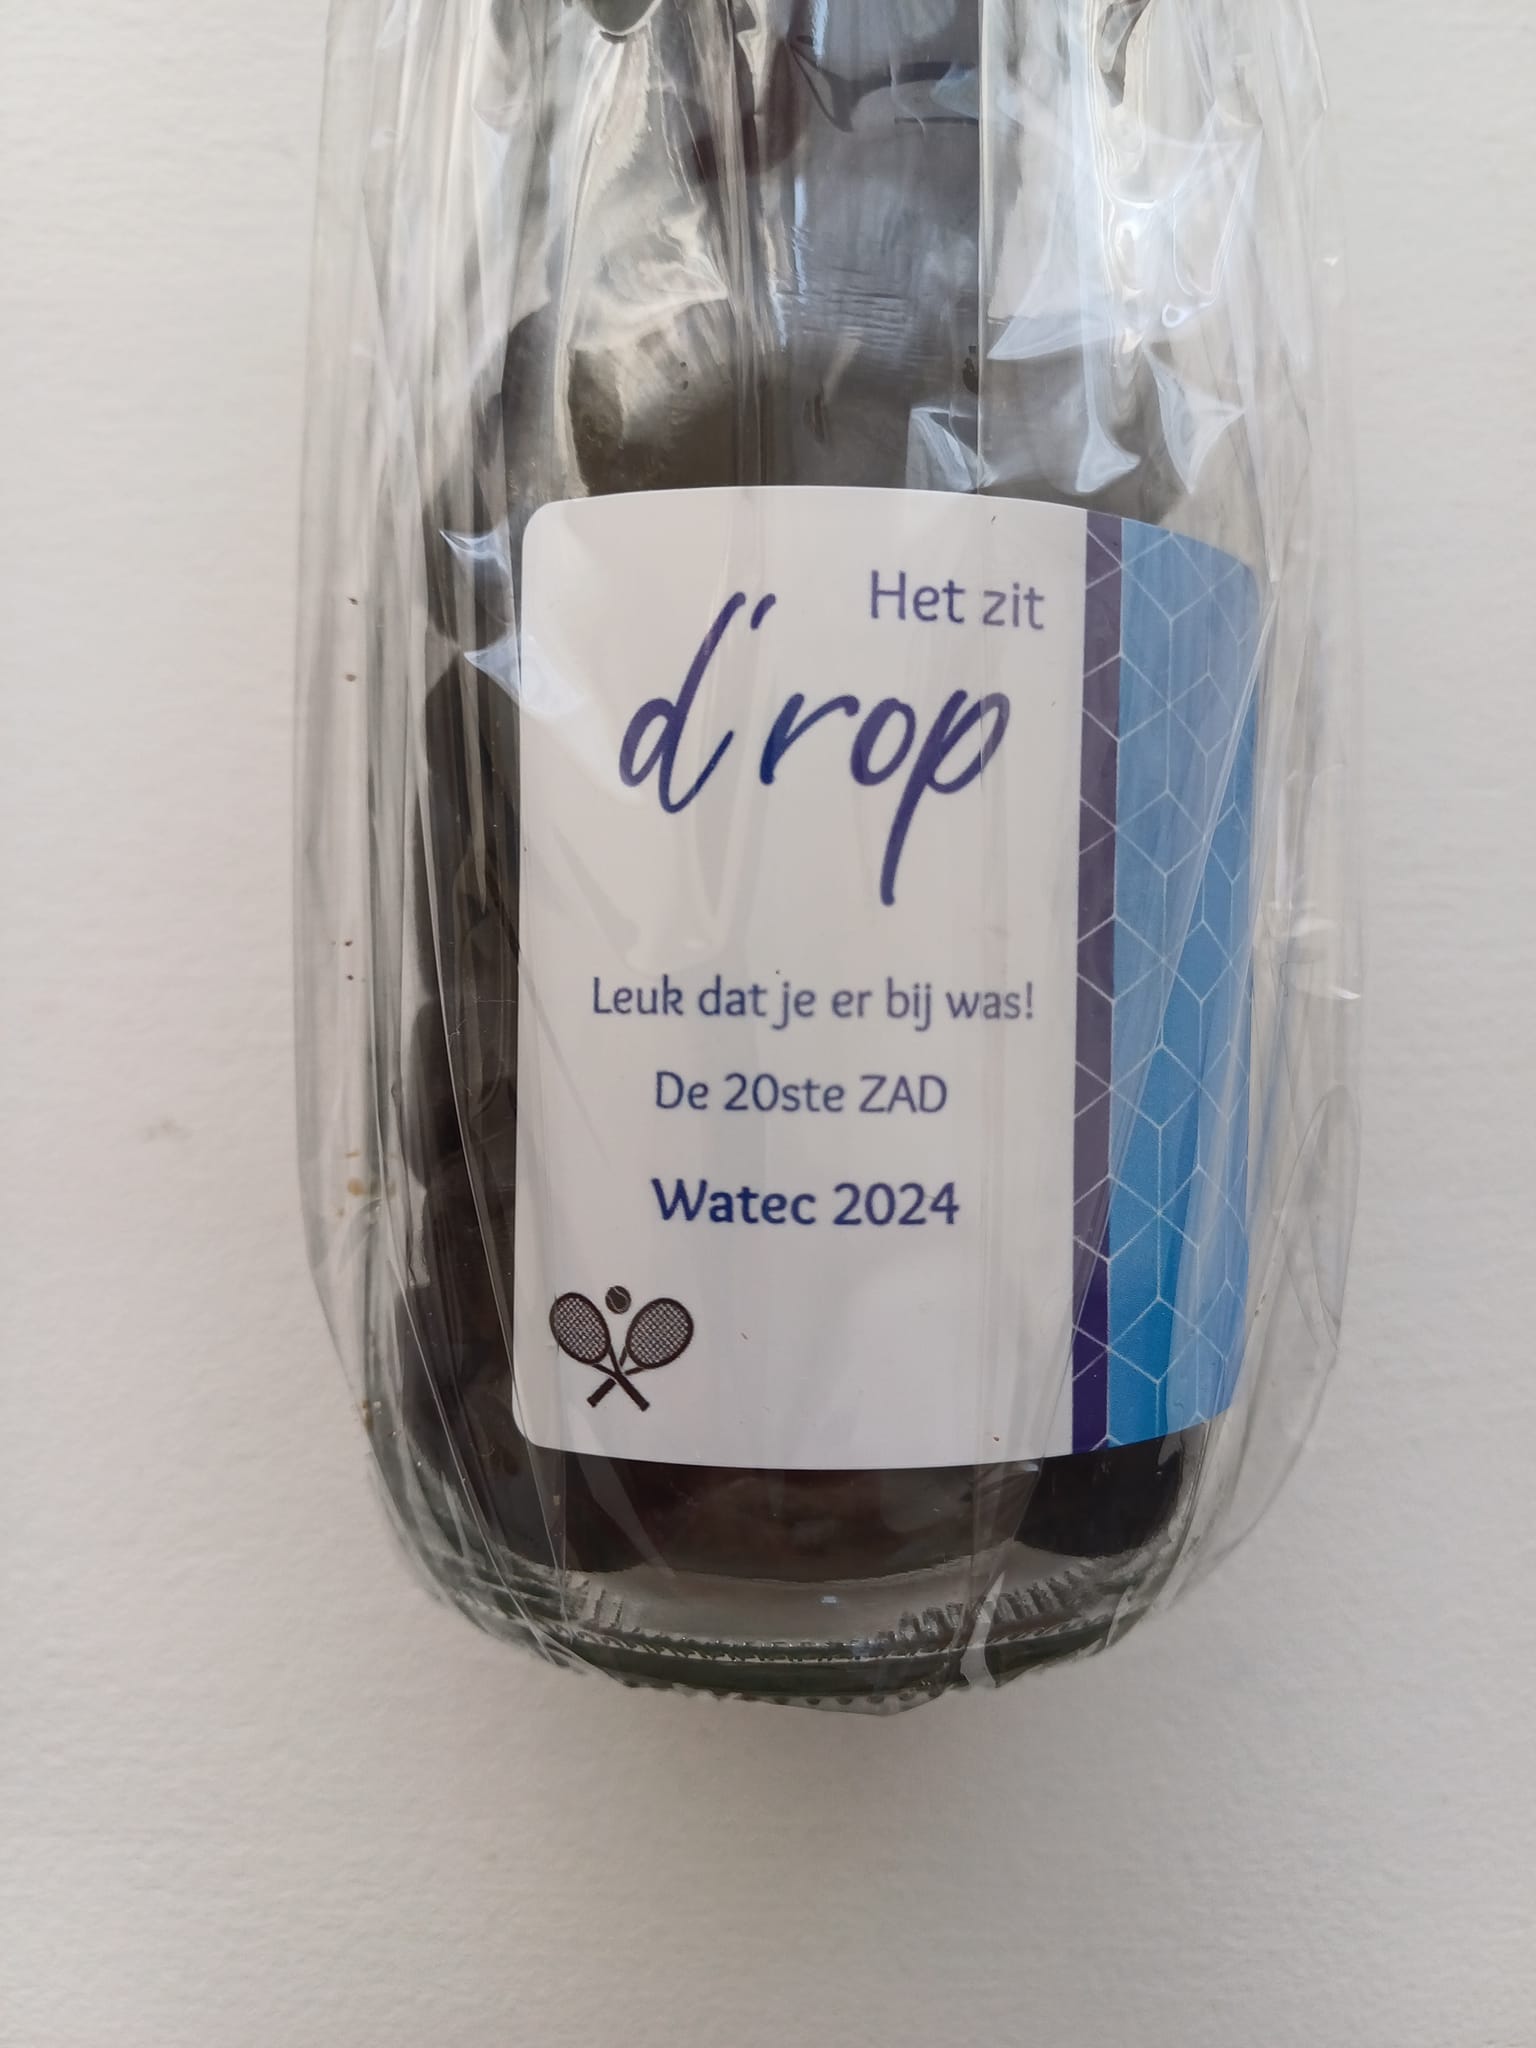 Het zit
d'rop
Leuk dat je er bij was!
De 20ste ZAD
Watec 2024